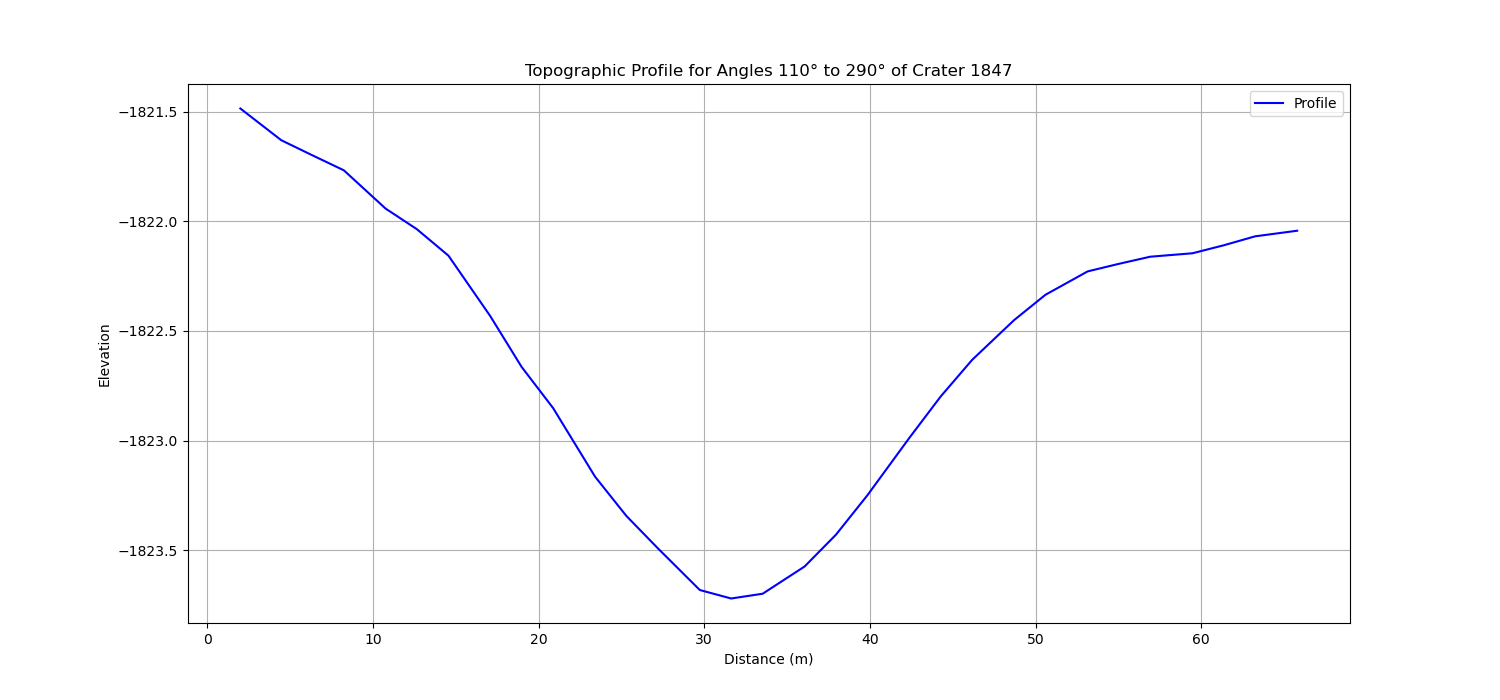 Topographic Profile for Angles 110° to 290° of Crater 1847
Profile
−1821.5
−1822.0
−1822.5
−1823.0
−1823.5
Elevation
0 10 20 30 40 50 60
Distance (m)